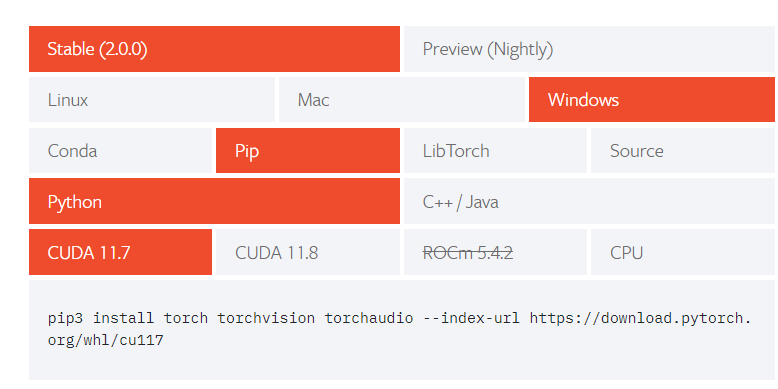 Stable (2.0.0) Preview (Nightly)
Linux Mac Windows
Conda Pip LibTorch Source
Python C++ / Java
CUDA 11.7 CUDA 11.8 ROCm 5.4.2 CPU
pip3 install torch torchvision torchaudio --index-url https://download.pytorch.
org/whl/cu117